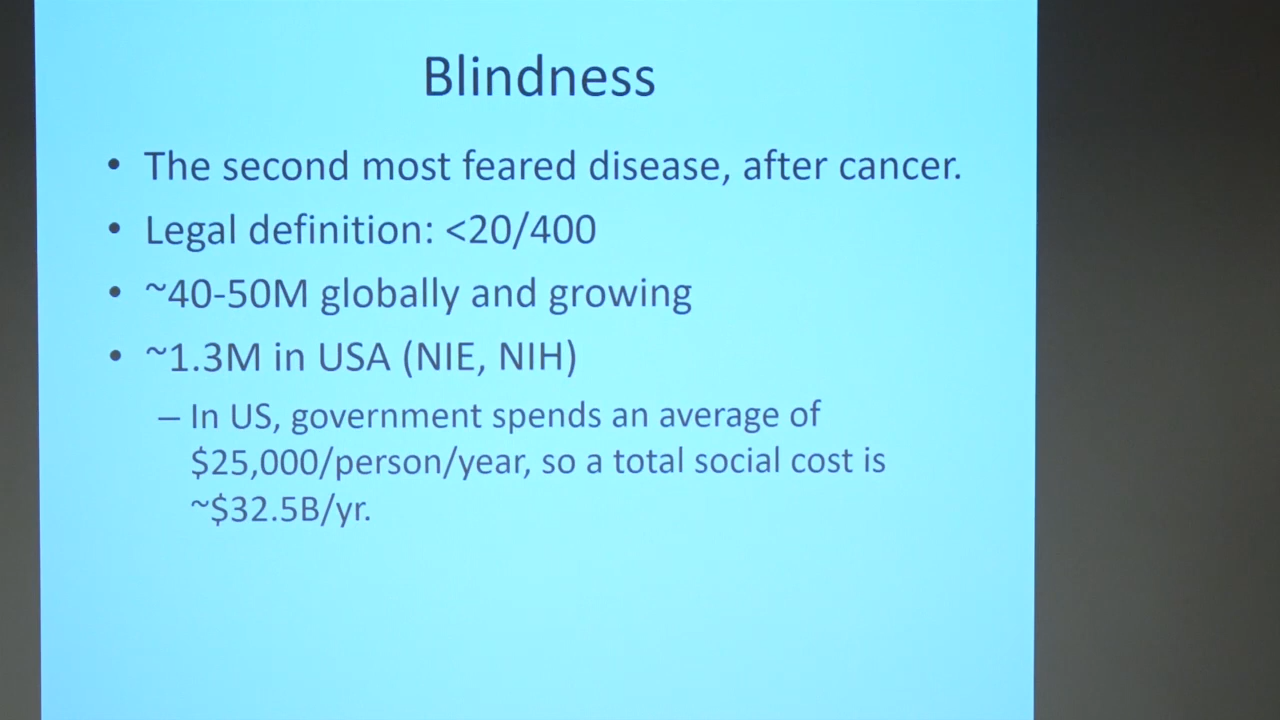 Blindness
• The second most feared disease, after cancer.
• Legal definition: <20/400
• ~40-50M globally and growing
• ~1.3M in USA (NIE, NIH)
– In US, government spends an average of
$25,000/person/year, so a total social cost is
~$32.5B/yr.